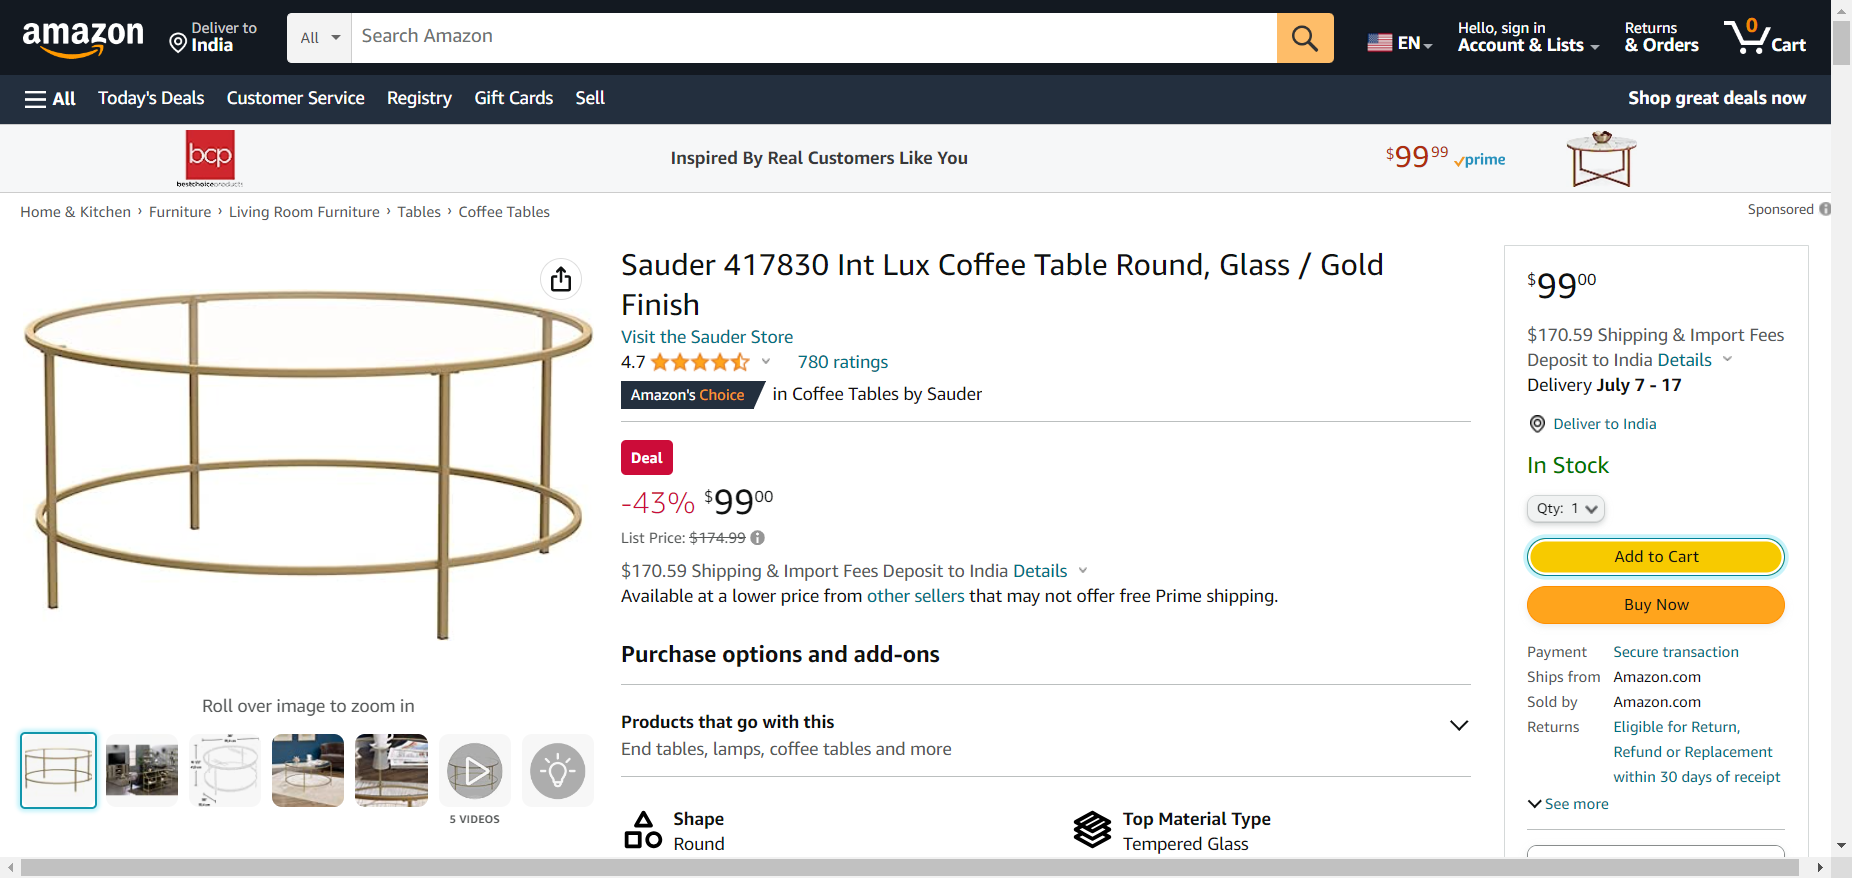 amazon
Deliver to
India
All
Search Amazon
EN
Hello, sign in
Account & Lists
Returns
& Orders
0
Cart
All
Today's Deals
Customer Service
Registry
Gift Cards
Sell
Shop great deals now
bcp
bestchoiceproducts
Inspired By Real Customers Like You
$99 99
prime
Home & Kitchen › Furniture › Living Room Furniture › Tables › Coffee Tables
Sponsored
Sauder 417830 Int Lux Coffee Table Round, Glass / Gold
Finish
Visit the Sauder Store
4.7
780 ratings
Amazon's Choice
in Coffee Tables by Sauder
Deal
-43% $99 00
List Price: $174.99
$170.59 Shipping & Import Fees Deposit to India Details
Available at a lower price from other sellers that may not offer free Prime shipping.
Purchase options and add-ons
Products that go with this
End tables, lamps, coffee tables and more
Shape
Round
Top Material Type
Tempered Glass
Roll over image to zoom in
5 VIDEOS
$99 00
$170.59 Shipping & Import Fees
Deposit to India Details
Delivery July 7 - 17
Deliver to India
In Stock
Qty: 1
Add to Cart
Buy Now
Payment Secure transaction
Ships from Amazon.com
Sold by Amazon.com
Returns Eligible for Return,
Refund or Replacement
within 30 days of receipt
See more